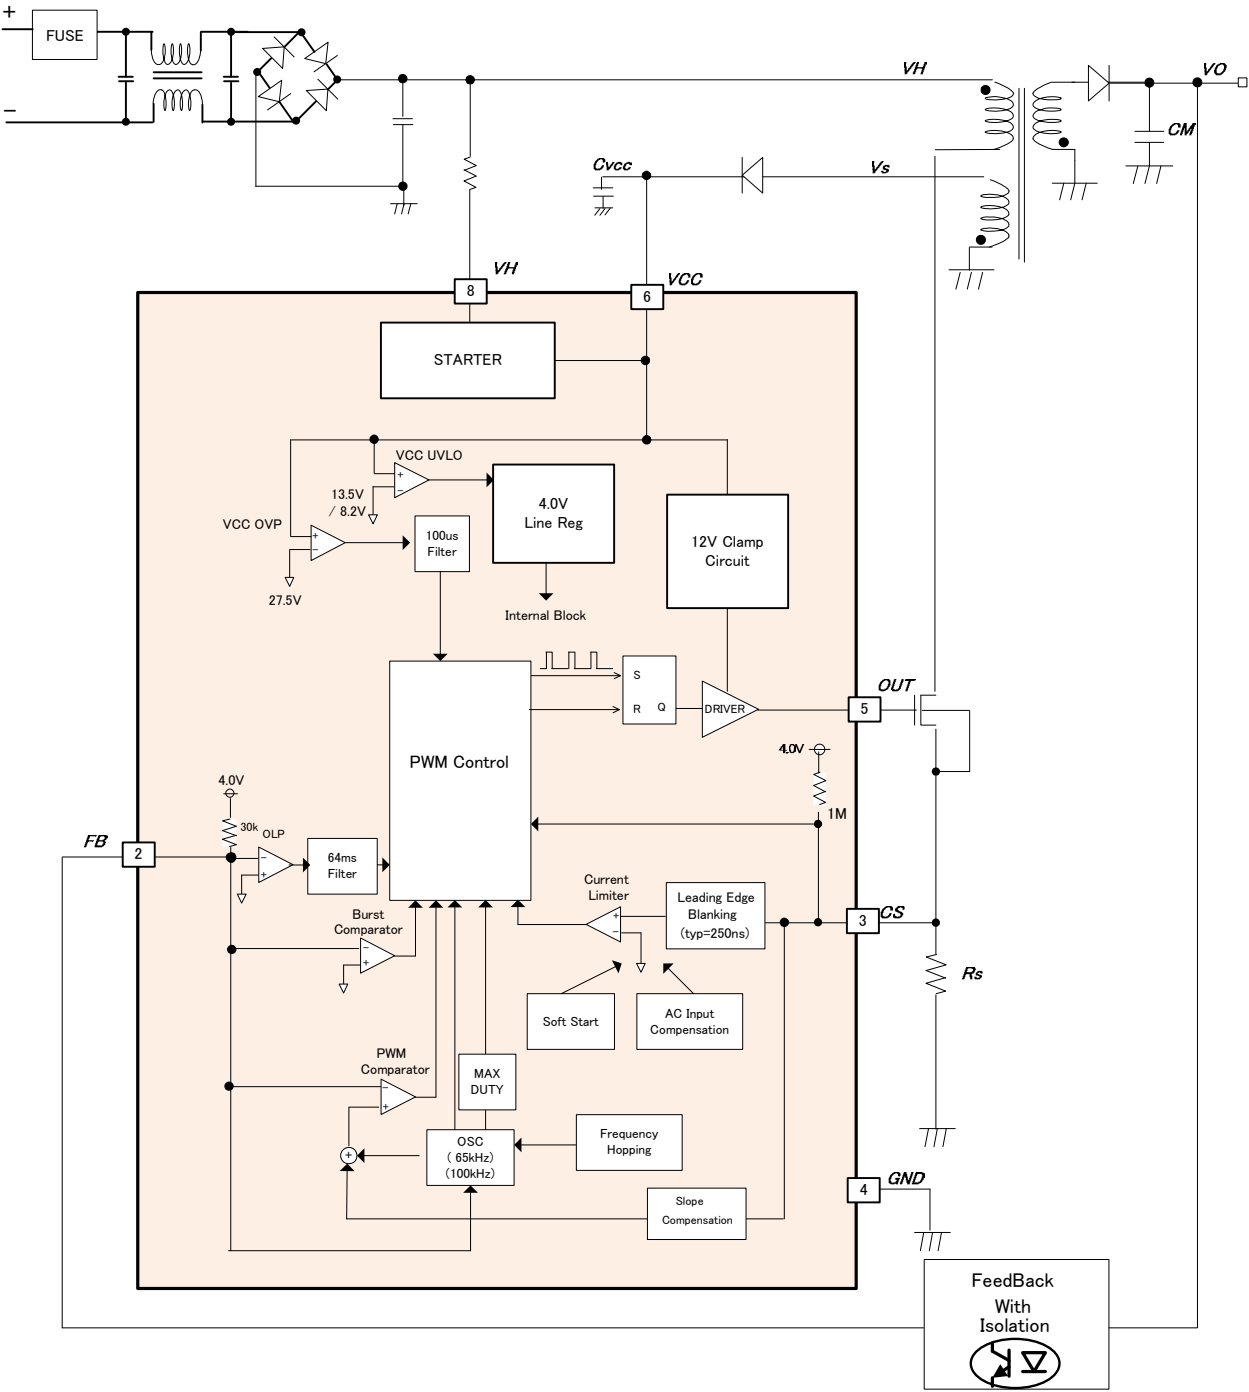 +
FUSE
−
VH
VO
CM
Cvcc
Vs
VH
VCC
8
6
STARTER
VCC UVLO
+
−
13.5V
/ 8.2V
VCC OVP
+
−
27.5V
100us
Filter
4.0V
Line Reg
Internal Block
12V Clamp
Circuit
S
R
Q
DRIVER
OUT
5
PWM Control
4.0V
1M
4.0V
30k
OLP
−
+
FB
2
64ms
Filter
Burst
Comparator
−
+
Current
Limiter
+
−
Leading Edge
Blanking
(typ=250ns)
3
CS
Rs
Soft Start
AC Input
Compensation
PWM
Comparator
−
+
MAX
DUTY
+
OSC
( 65kHz)
(100kHz)
Frequency
Hopping
Slope
Compensation
4
GND
FeedBack
With
Isolation